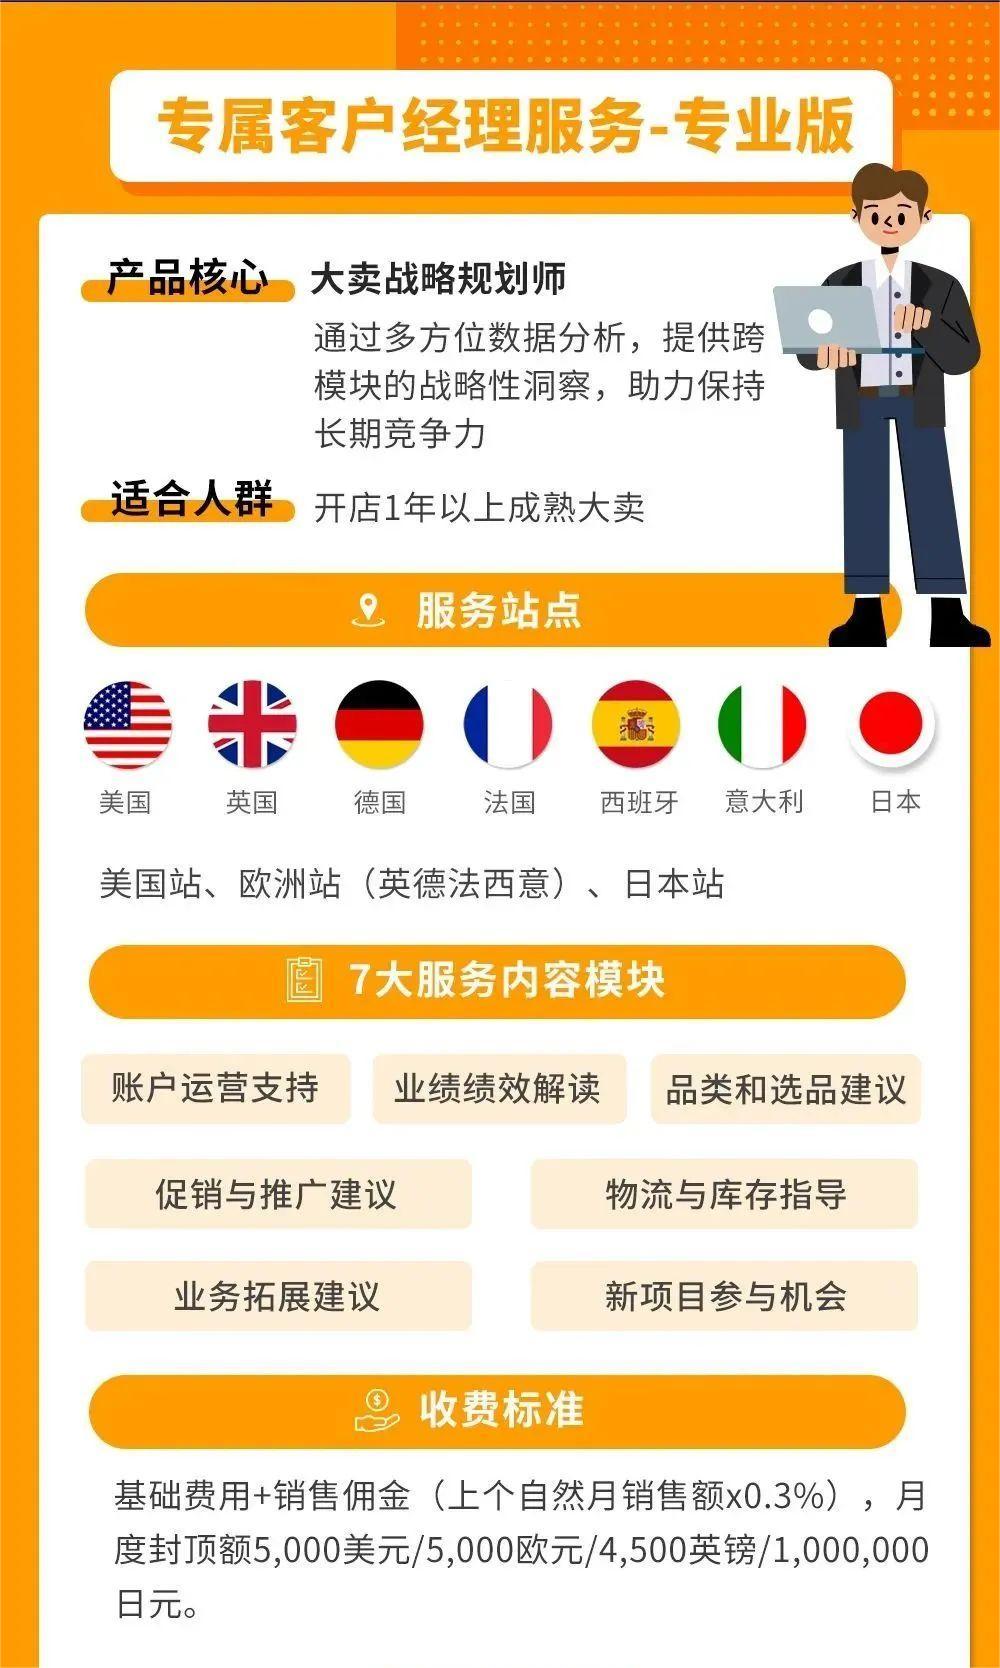 专属客户经理服务-专业版
产品核心
大卖战略规划师
通过多方位数据分析，提供跨
模块的战略性洞察，助力保持
长期竞争力
适合人群
开店1年以上成熟大卖
服务站点
美国
英国
德国
法国
西班牙
意大利
日本
美国站、欧洲站（英德法西意）、日本站
7大服务内容模块
账户运营支持
业绩绩效解读
品类和选品建议
促销与推广建议
物流与库存指导
业务拓展建议
新项目参与机会
$
收费标准
基础费用+销售佣金（上个自然月销售额x0.3%），月
度封顶额5,000美元/5,000欧元/4,500英镑/1,000,000
日元。